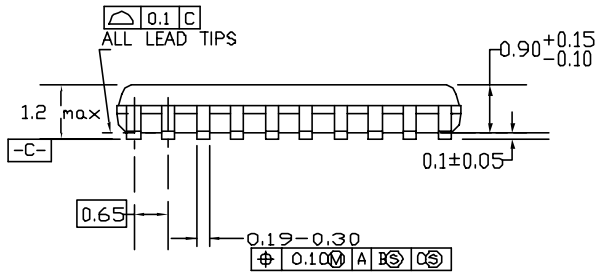 0.1 C
ALL LEAD TIPS
0.90 +0.15 -0.10
1.2 max
-C-
0.1±0.05
0.65
0.19-0.30
⌖ 0.10Ⓜ A BⓈ CⓈ